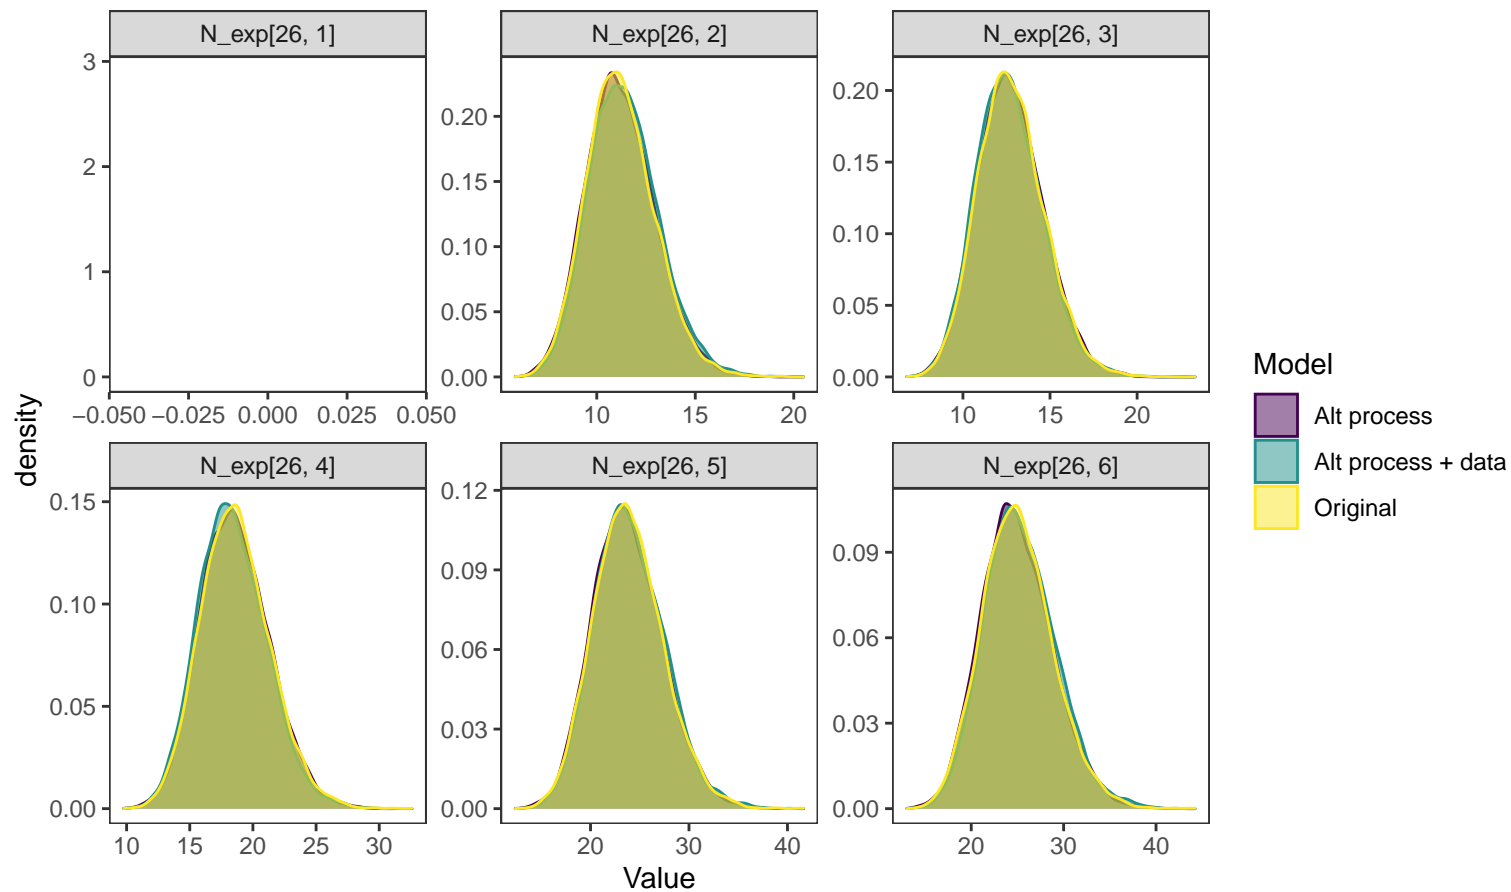 N_exp[26, 1] N_exp[26, 2] N_exp[26, 3]
3
2
1
0
−0.050 −0.025 0.000 0.025 0.050
0.20
0.15
0.10
0.05
0.00
10 15 20
0.20
0.15
0.10
0.05
0.00
10 15 20
density
N_exp[26, 4] N_exp[26, 5] N_exp[26, 6]
0.15
0.10
0.05
0.00
10 15 20 25 30
0.12
0.09
0.06
0.03
0.00
20 30 40
0.09
0.06
0.03
0.00
20 30 40
Value
Model
Alt process
Alt process + data
Original